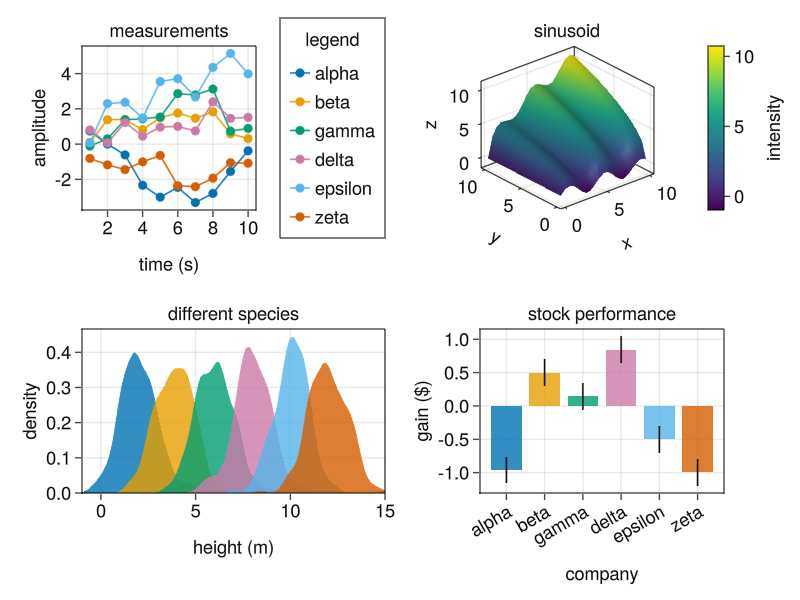 measurements
amplitude
4
2
0
-2
2 4 6 8 10
time (s)
legend
alpha
beta
gamma
delta
epsilon
zeta
sinusoid
z
10
5
0
10
5
0
y
0
5
10
x
10
5
0
intensity
different species
density
0.4
0.3
0.2
0.1
0.0
0 5 10 15
height (m)
stock performance
gain ($)
1.0
0.5
0.0
-0.5
-1.0
alpha beta gamma delta epsilon zeta
company